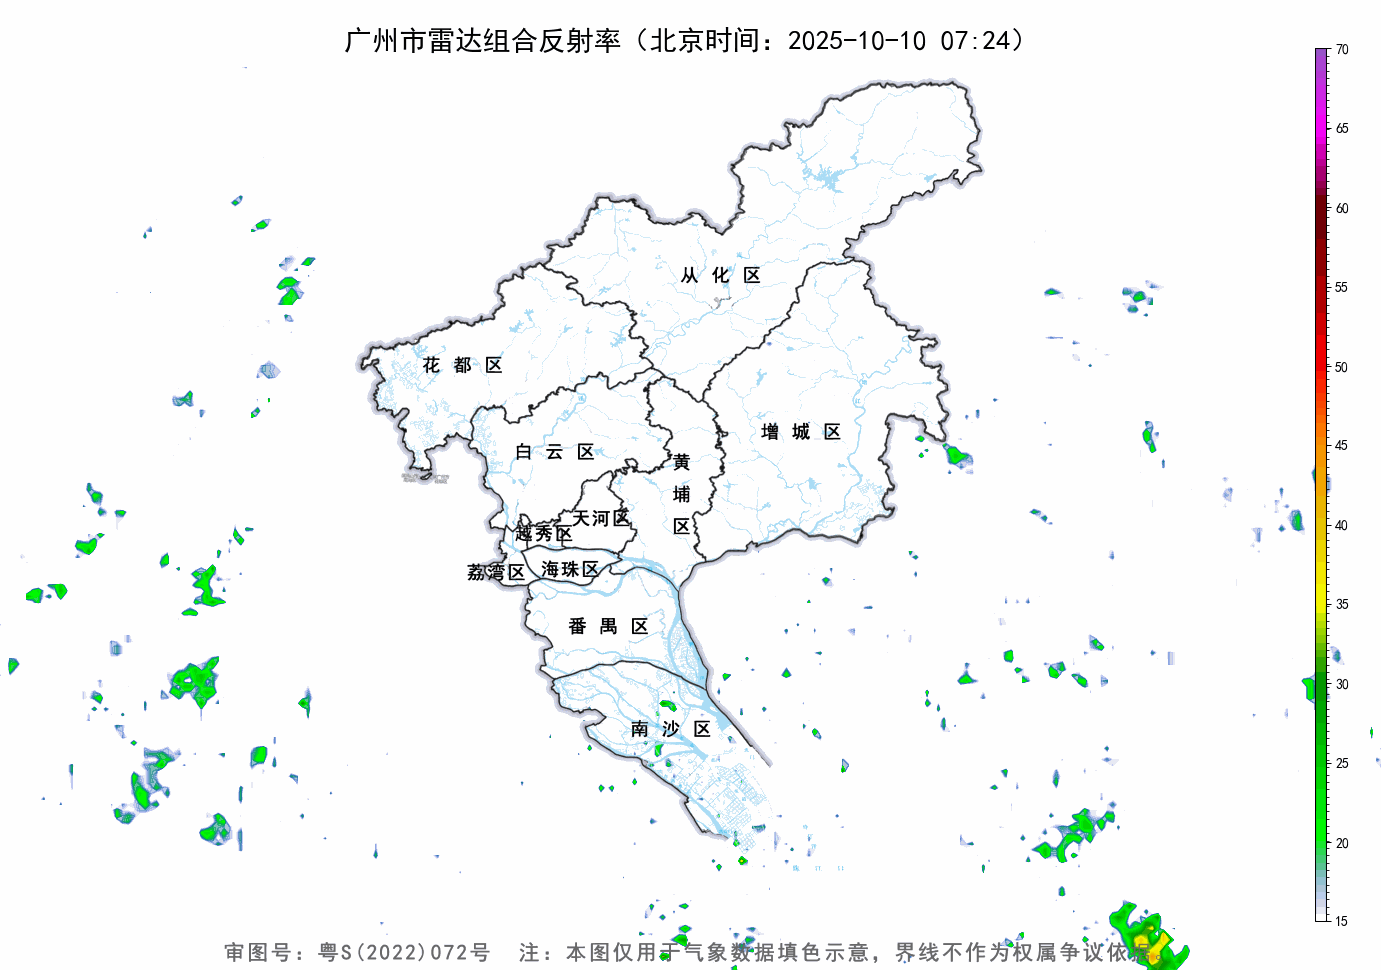 广州市雷达组合反射率（北京时间：2025-10-10 07:24）
70
65
60
55
50
45
40
35
30
25
20
15
从化区
花都区
增城区
白云区
黄埔区
天河区
越秀区
荔湾区
海珠区
番禺区
南沙区
审图号：粤S(2022)072号 注：本图仅用于气象数据填色示意，界线不作为权属争议依据。